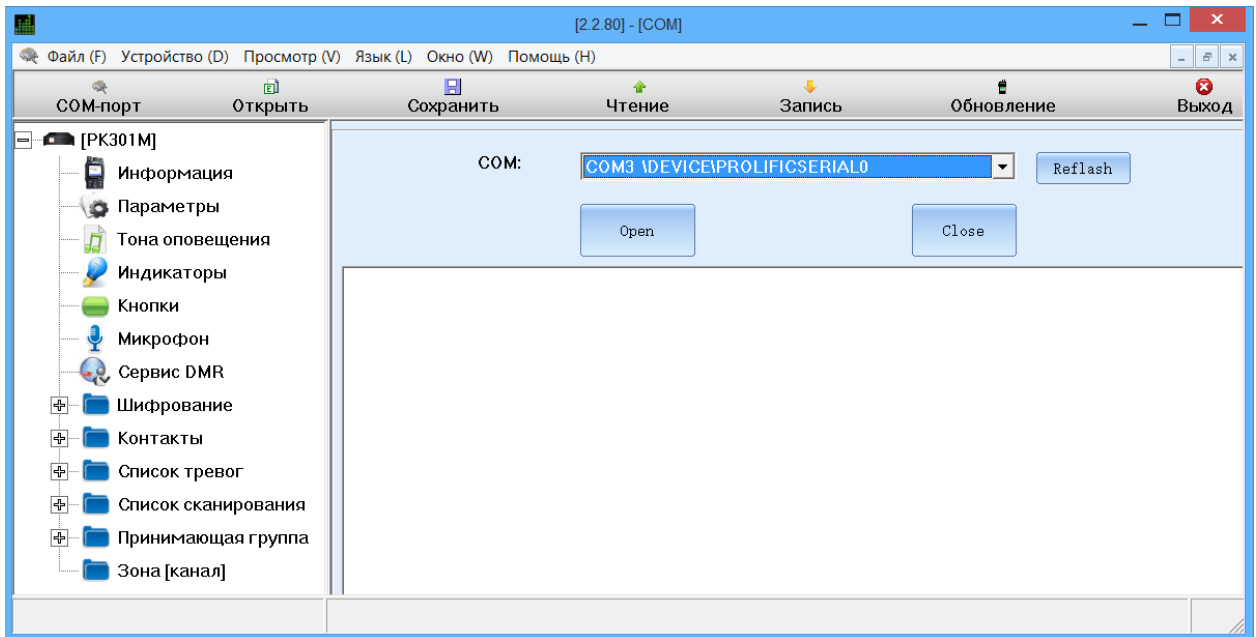 [2.2.80] - [COM]
Файл (F) Устройство (D) Просмотр (V) Язык (L) Окно (W) Помощь (H)
COM-порт Открыть Сохранить Чтение Запись Обновление Выход
[РК301М]
Информация
Параметры
Тона оповещения
Индикаторы
Кнопки
Микрофон
Сервис DMR
Шифрование
Контакты
Список тревог
Список сканирования
Принимающая группа
Зона [канал]
COM: COM3 \DEVICE\PROLIFICSERIAL0 Reflash
Open Close